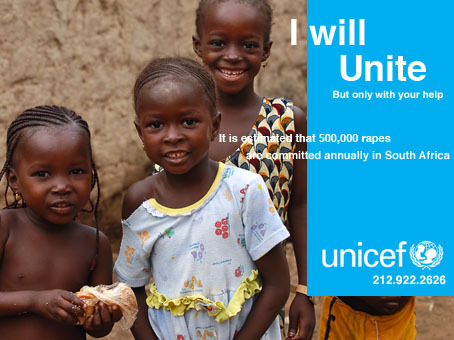 I will
Unite
But only with your help
It is estimated that 500,000 rapes
are committed annually in South Africa
unicef
212.922.2626